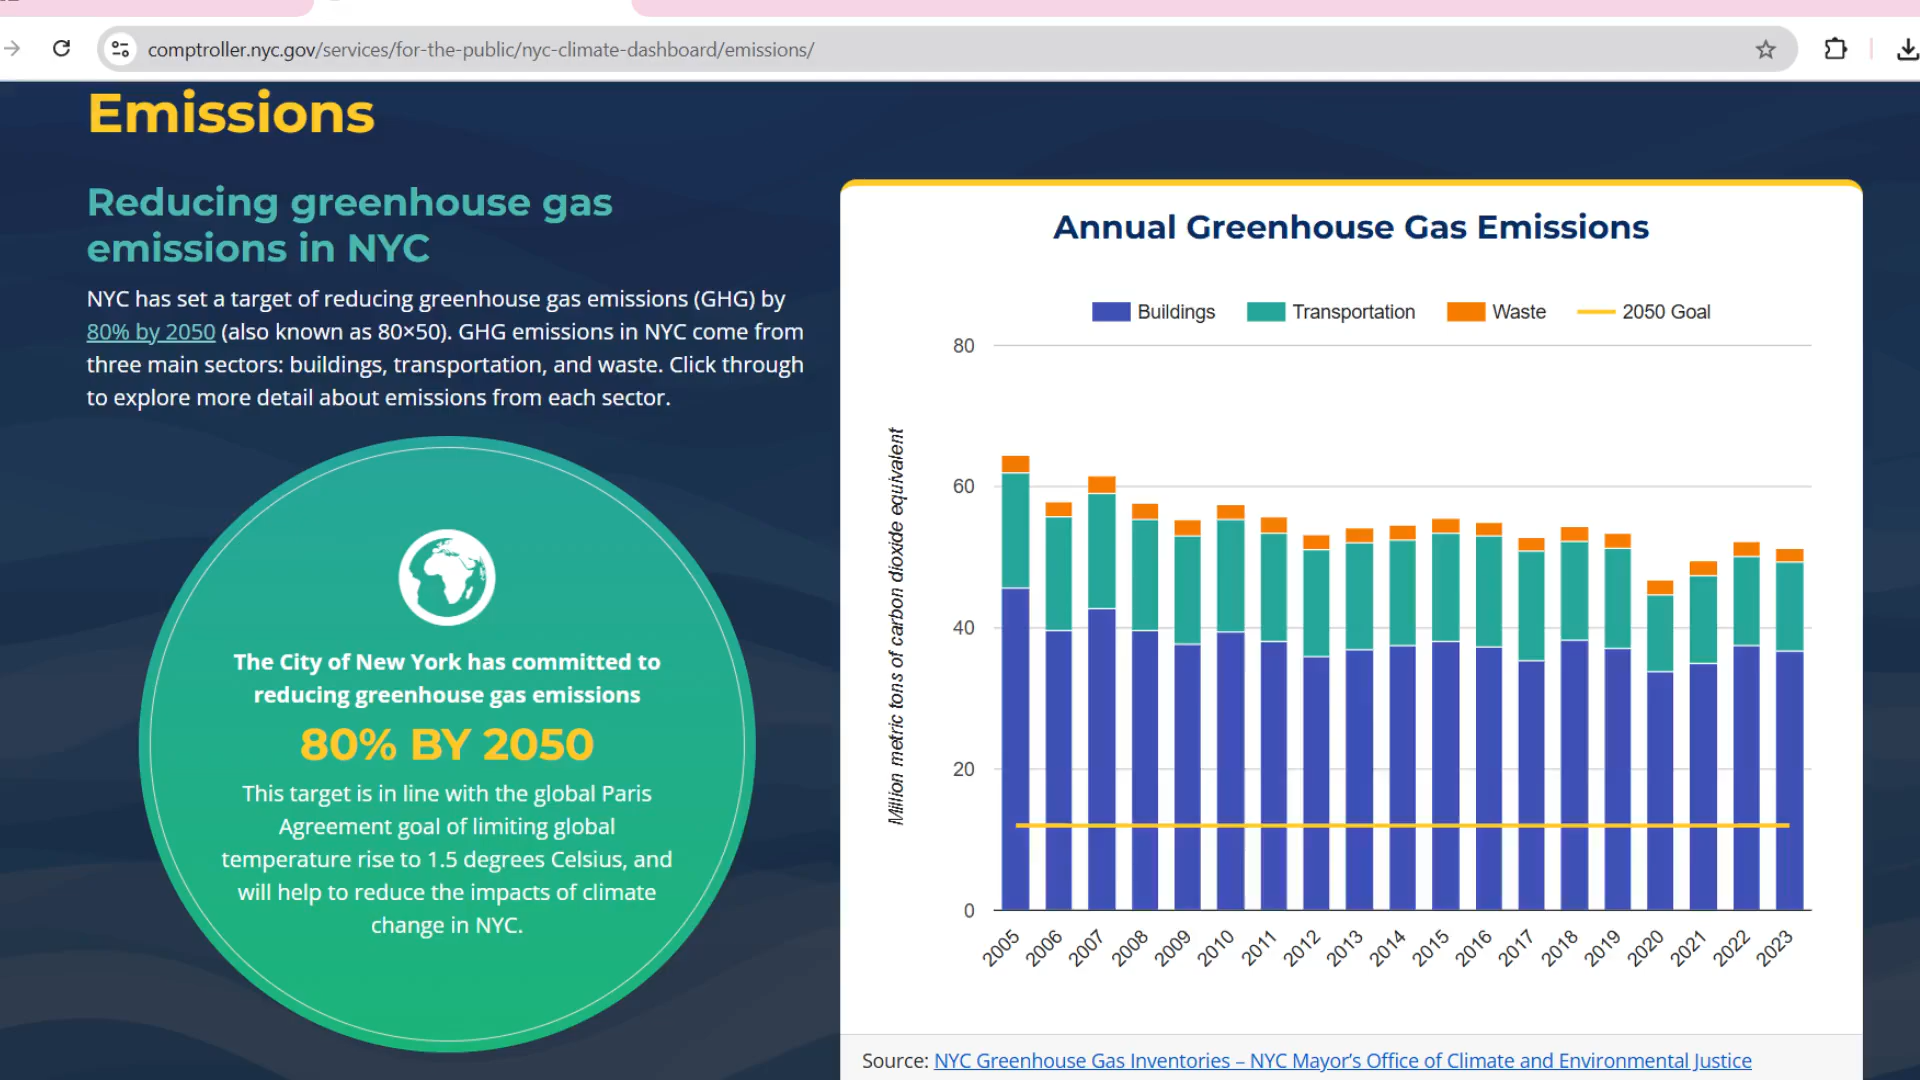 comptroller.nyc.gov/services/for-the-public/nyc-climate-dashboard/emissions/
Emissions
Reducing greenhouse gas
emissions in NYC
NYC has set a target of reducing greenhouse gas emissions (GHG) by
80% by 2050 (also known as 80×50). GHG emissions in NYC come from
three main sectors: buildings, transportation, and waste. Click through
to explore more detail about emissions from each sector.
The City of New York has committed to
reducing greenhouse gas emissions
80% BY 2050
This target is in line with the global Paris
Agreement goal of limiting global
temperature rise to 1.5 degrees Celsius, and
will help to reduce the impacts of climate
change in NYC.
Annual Greenhouse Gas Emissions
Buildings Transportation Waste 2050 Goal
Million metric tons of carbon dioxide equivalent
80
60
40
20
0
2005 2006 2007 2008 2009 2010 2011 2012 2013 2014 2015 2016 2017 2018 2019 2020 2021 2022 2023
Source: NYC Greenhouse Gas Inventories – NYC Mayor's Office of Climate and Environmental Justice